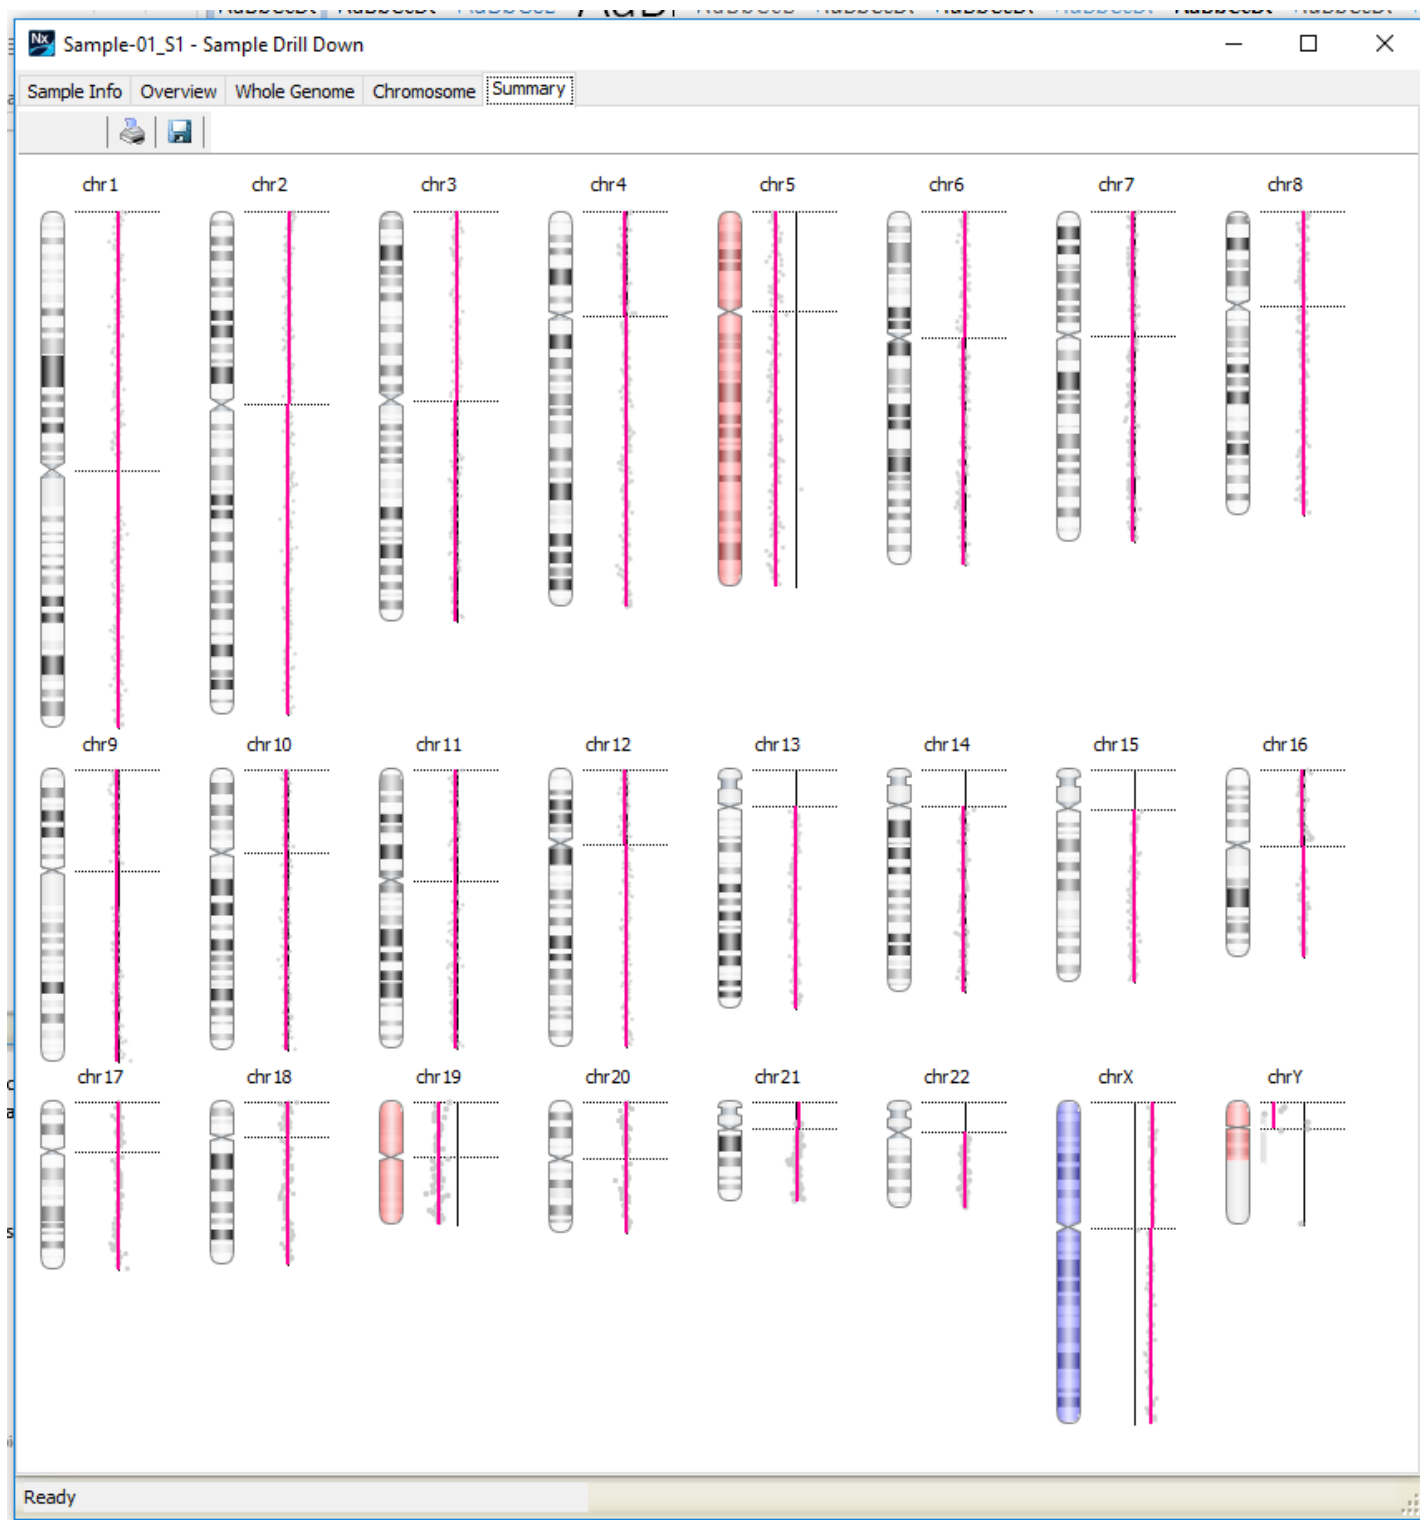 Nx
Sample-01_S1 - Sample Drill Down
Sample Info Overview Whole Genome Chromosome Summary
chr1 chr2 chr3 chr4 chr5 chr6 chr7 chr8
chr9 chr10 chr11 chr12 chr13 chr14 chr15 chr16
chr17 chr18 chr19 chr20 chr21 chr22 chrX chrY
Ready